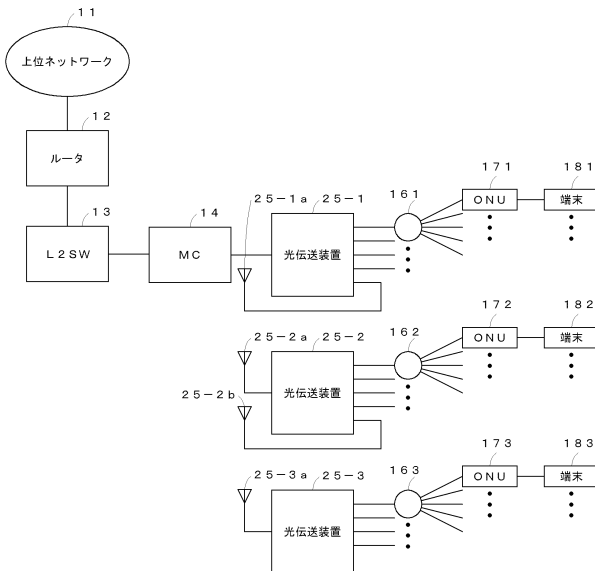 １１
上位ネットワーク
１２
ルータ
１３
Ｌ２ＳＷ
１４
ＭＣ
２５－１ａ
２５－１
光伝送装置
１６１
１７１
ＯＮＵ
１８１
端末
２５－２ａ
２５－２
２５－２ｂ
光伝送装置
１６２
１７２
ＯＮＵ
１８２
端末
２５－３ａ
２５－３
光伝送装置
１６３
１７３
ＯＮＵ
１８３
端末